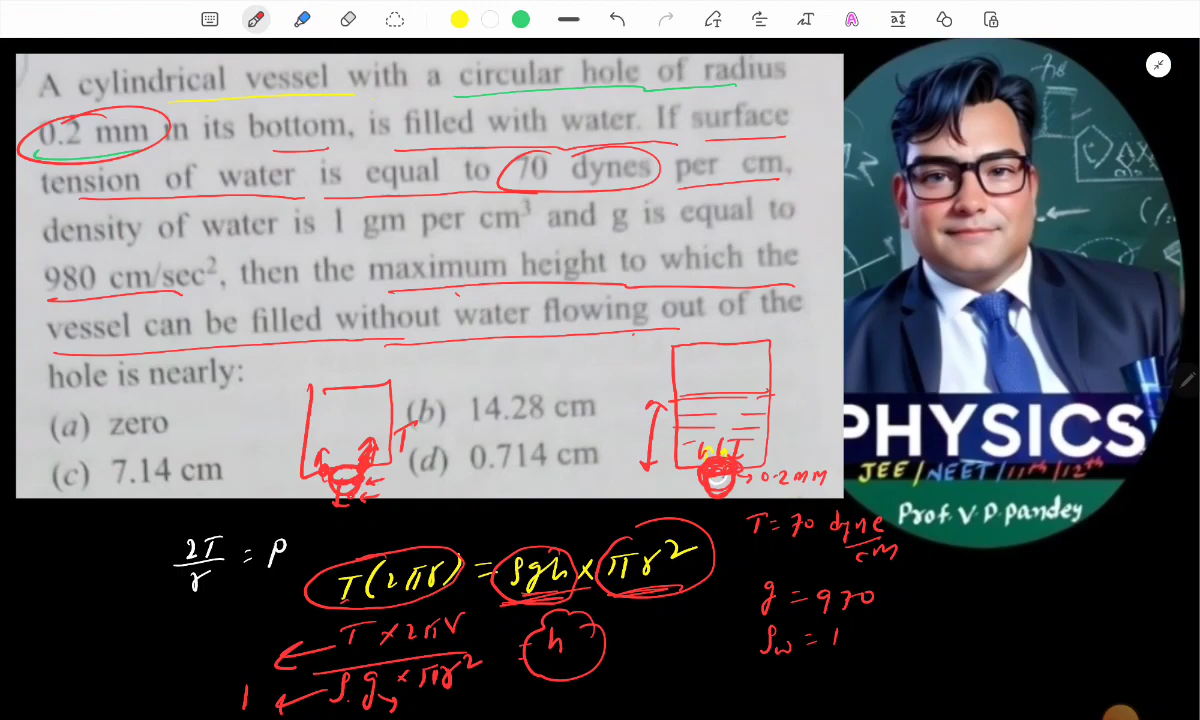 A cylindrical vessel with a circular hole of radius
0.2 mm in its bottom, is filled with water. If surface
tension of water is equal to 70 dynes per cm,
density of water is 1 gm per cm³ and g is equal to
980 cm/sec², then the maximum height to which the
vessel can be filled without water flowing out of the
hole is nearly:
(a) zero
(b) 14.28 cm
(c) 7.14 cm
(d) 0.714 cm
T
0.2 mm
PHYSICS
JEE/NEET/11th/12th
Prof. V. P. Pandey
2T/r = P
T(2πr) = ρgh × πr²
T × 2πr / ρ.g × πr² = h
1
T = 70 dyne/cm
g = 970
ρw = 1